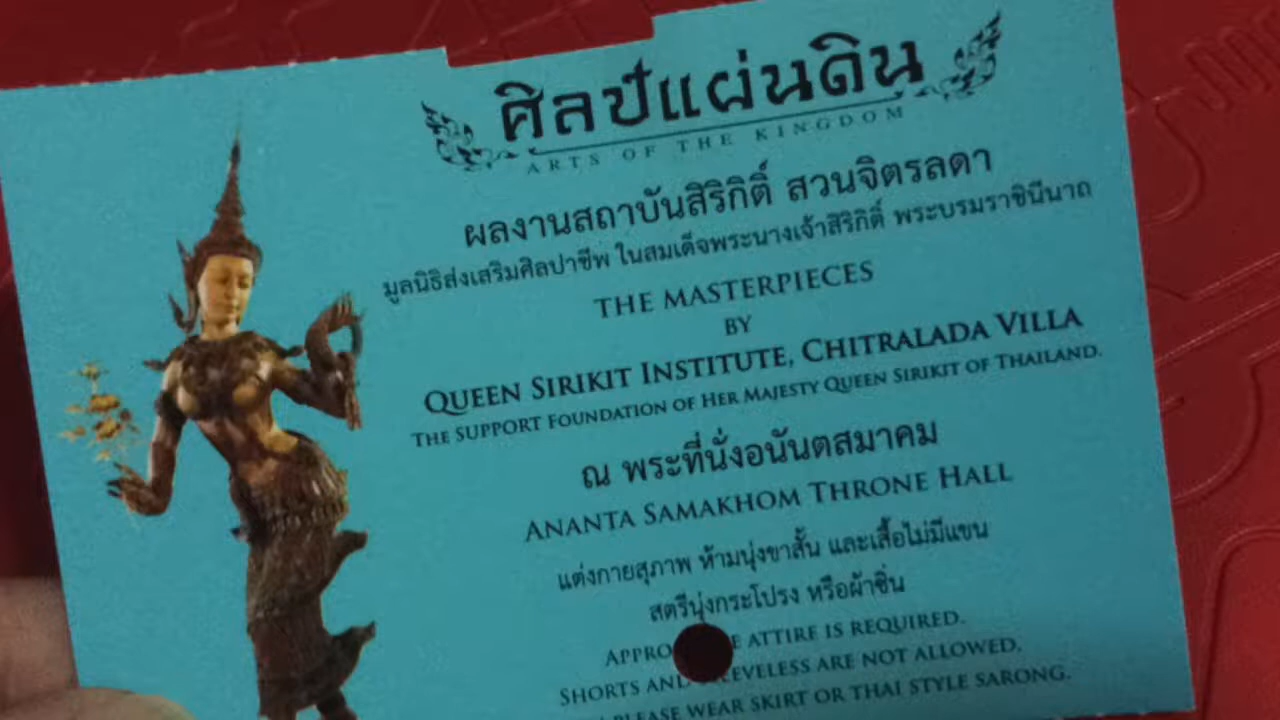 ศิลป์แผ่นดิน
ARTS OF THE KINGDOM
ผลงานสถาบันสิริกิติ์ สวนจิตรลดา
มูลนิธิส่งเสริมศิลปาชีพ ในสมเด็จพระนางเจ้าสิริกิติ์ พระบรมราชินีนาถ
THE MASTERPIECES
BY
QUEEN SIRIKIT INSTITUTE, CHITRALADA VILLA
THE SUPPORT FOUNDATION OF HER MAJESTY QUEEN SIRIKIT OF THAILAND.
ณ พระที่นั่งอนันตสมาคม
ANANTA SAMAKHOM THRONE HALL
แต่งกายสุภาพ ห้ามนุ่งขาสั้น และเสื้อไม่มีแขน
สตรีนุ่งกระโปรง หรือผ้าซิ่น
ATTIRE IS REQUIRED.
SHORTS AND ARE NOT ALLOWED.
PLEASE WEAR SKIRT OR THAI STYLE SARONG.